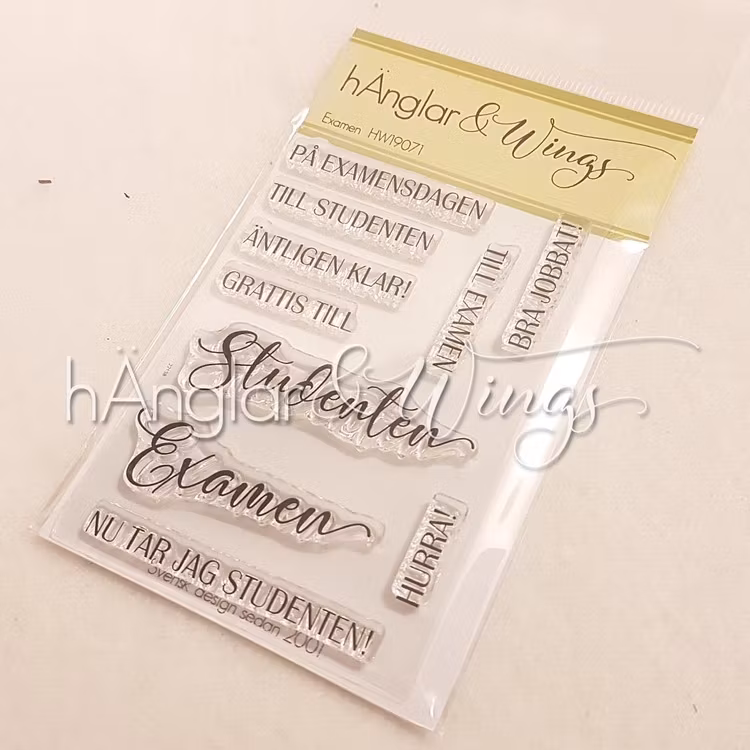 hÄnglar & Wings
Examen HW19071
PÅ EXAMENSDAGEN
TILL STUDENTEN
ÄNTLIGEN KLAR!
GRATTIS TILL
TILL EXAMEN
BRA JOBBAT!
Studenten
hÄnglar & Wings
Examen
HURRA!
NU TAR JAG STUDENTEN!
Svensk design sedan 2001